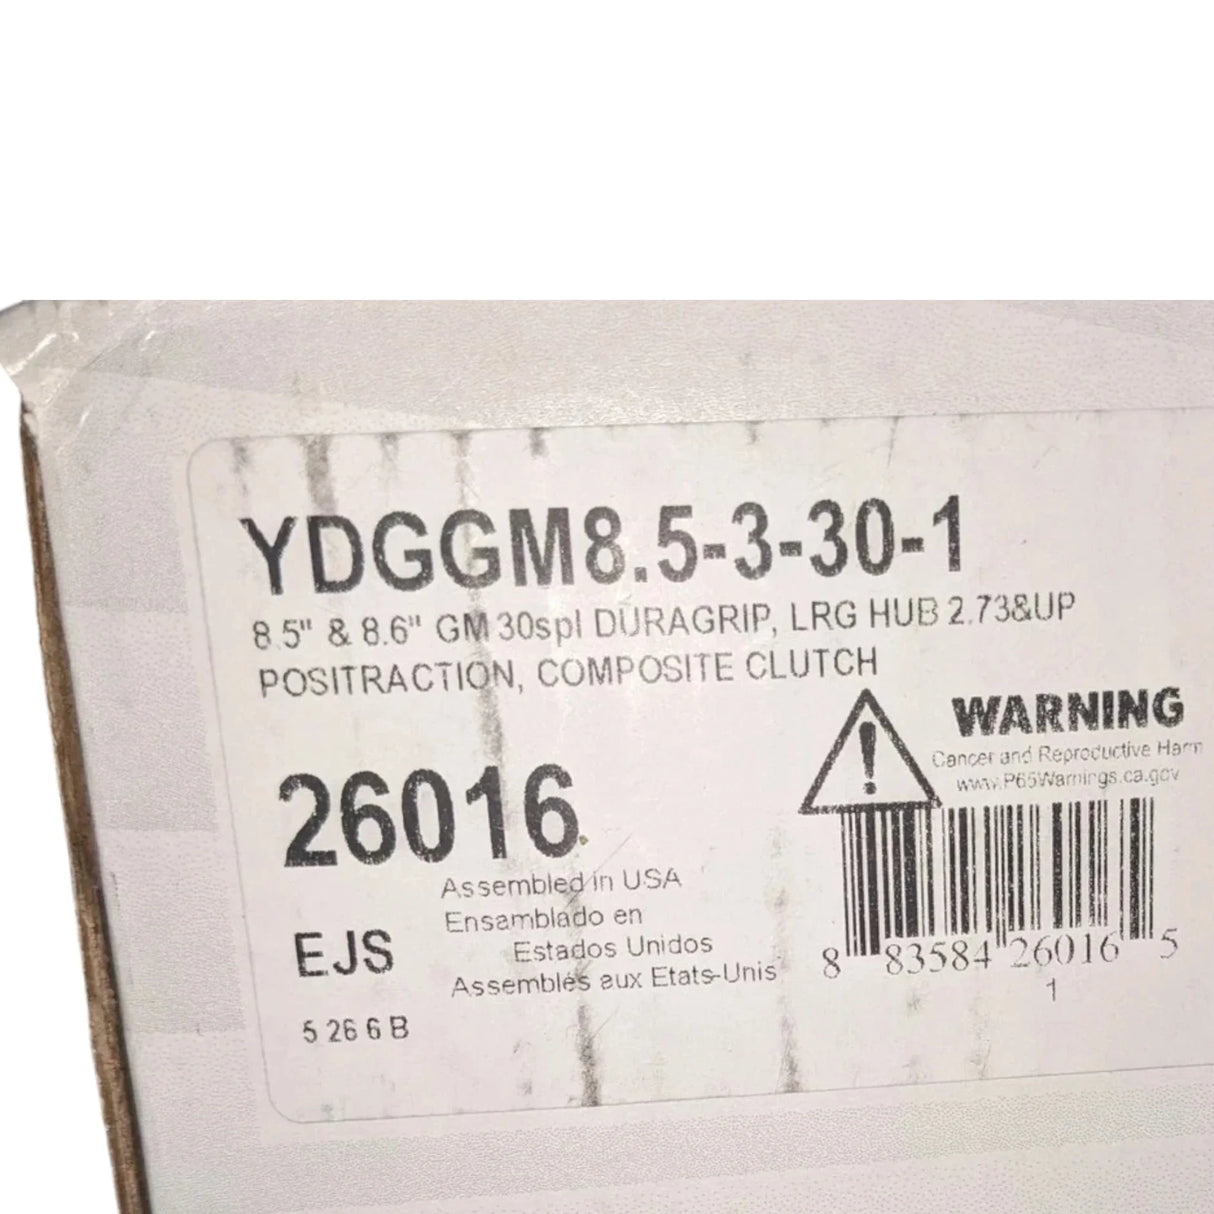 YDGGM8.5-3-30-1
8.5" & 8.6" GM 30spl DURAGRIP, LRG HUB 2.73&UP
POSITRACTION, COMPOSITE CLUTCH
WARNING
Cancer and Reproductive Harm
www.P65Warnings.ca.gov
26016
Assembled in USA
Ensamblado en
Estados Unidos
Assemblés aux Etats-Unis
EJS
5 26 6 B
8 83584 26016 5
1